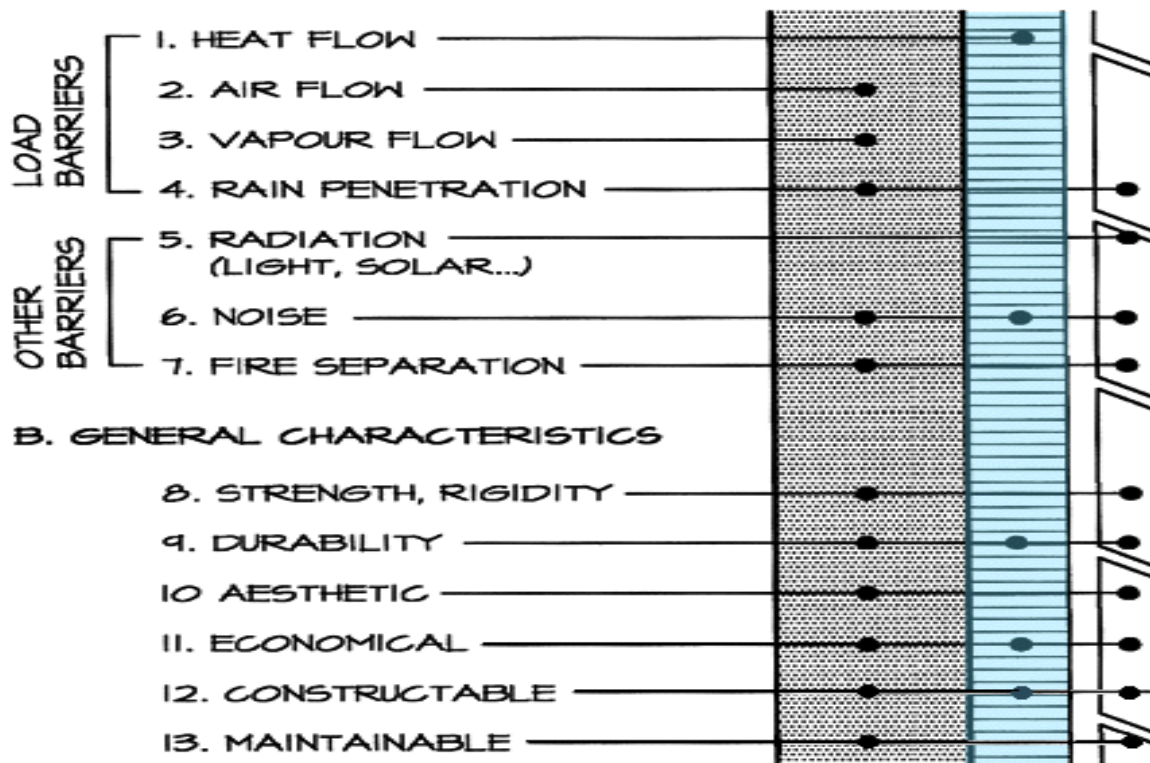 LOAD BARRIERS
1. HEAT FLOW
2. AIR FLOW
3. VAPOUR FLOW
4. RAIN PENETRATION
OTHER BARRIERS
5. RADIATION
(LIGHT, SOLAR...)
6. NOISE
7. FIRE SEPARATION
B. GENERAL CHARACTERISTICS
8. STRENGTH, RIGIDITY
9. DURABILITY
10 AESTHETIC
11. ECONOMICAL
12. CONSTRUCTABLE
13. MAINTAINABLE